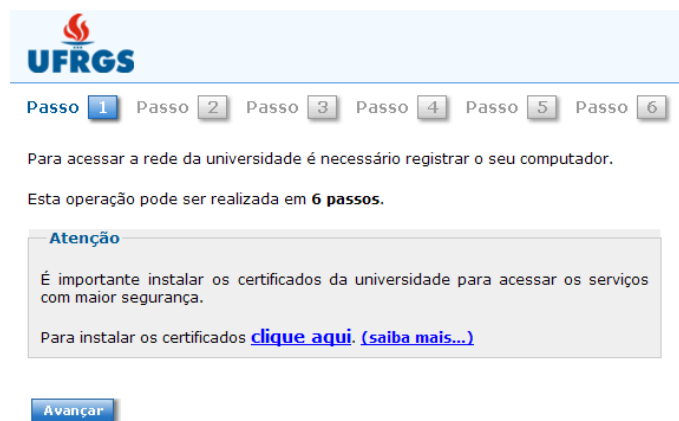 UFRGS
Passo 1 Passo 2 Passo 3 Passo 4 Passo 5 Passo 6
Para acessar a rede da universidade é necessário registrar o seu computador.
Esta operação pode ser realizada em 6 passos.
Atenção
É importante instalar os certificados da universidade para acessar os serviços
com maior segurança.
Para instalar os certificados clique aqui. (saiba mais...)
Avançar